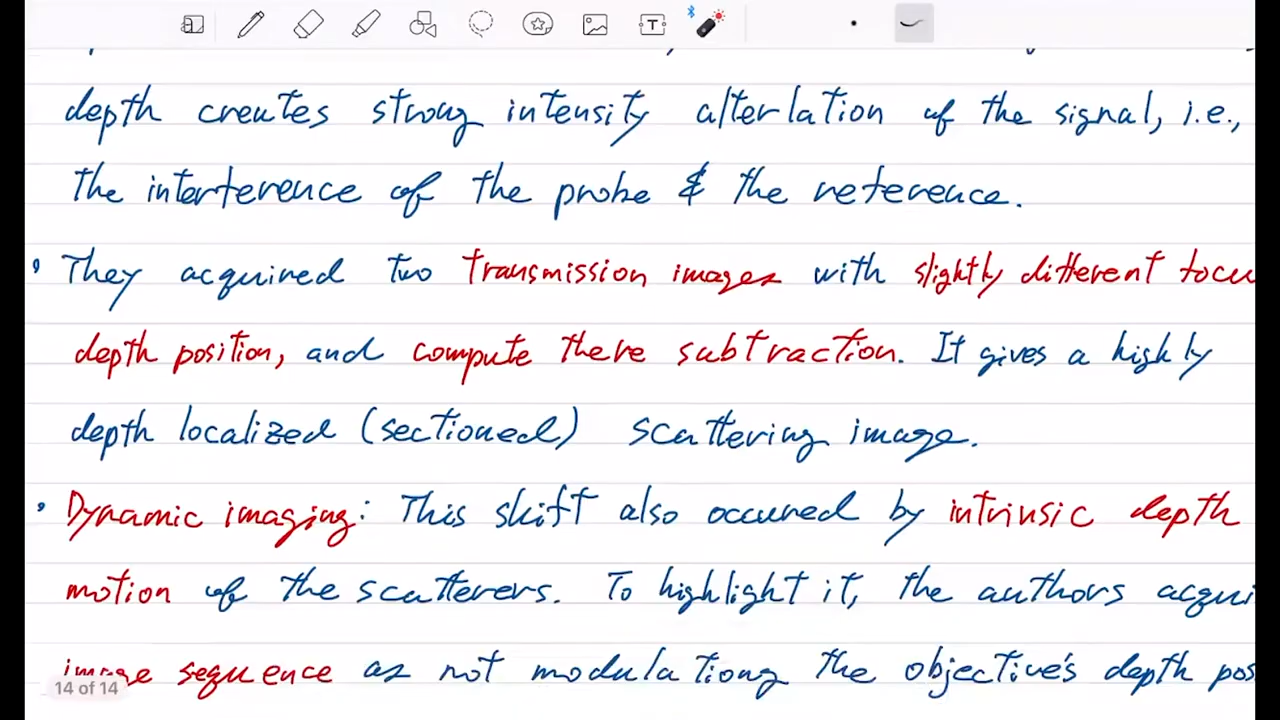 depth creates strong intensity alterlation of the signal, i.e.,
the interference of the probe & the reference.
• They acquired two transmission images with slightly different focu
depth position, and compute there subtraction. It gives a highly
depth localized (sectioned) scattering image.
• Dynamic imaging: This shift also occured by intrinsic depth
motion of the scatterers. To highlight it, the authors acqui
image sequence as not modulationg the objective's depth pos
14 of 14